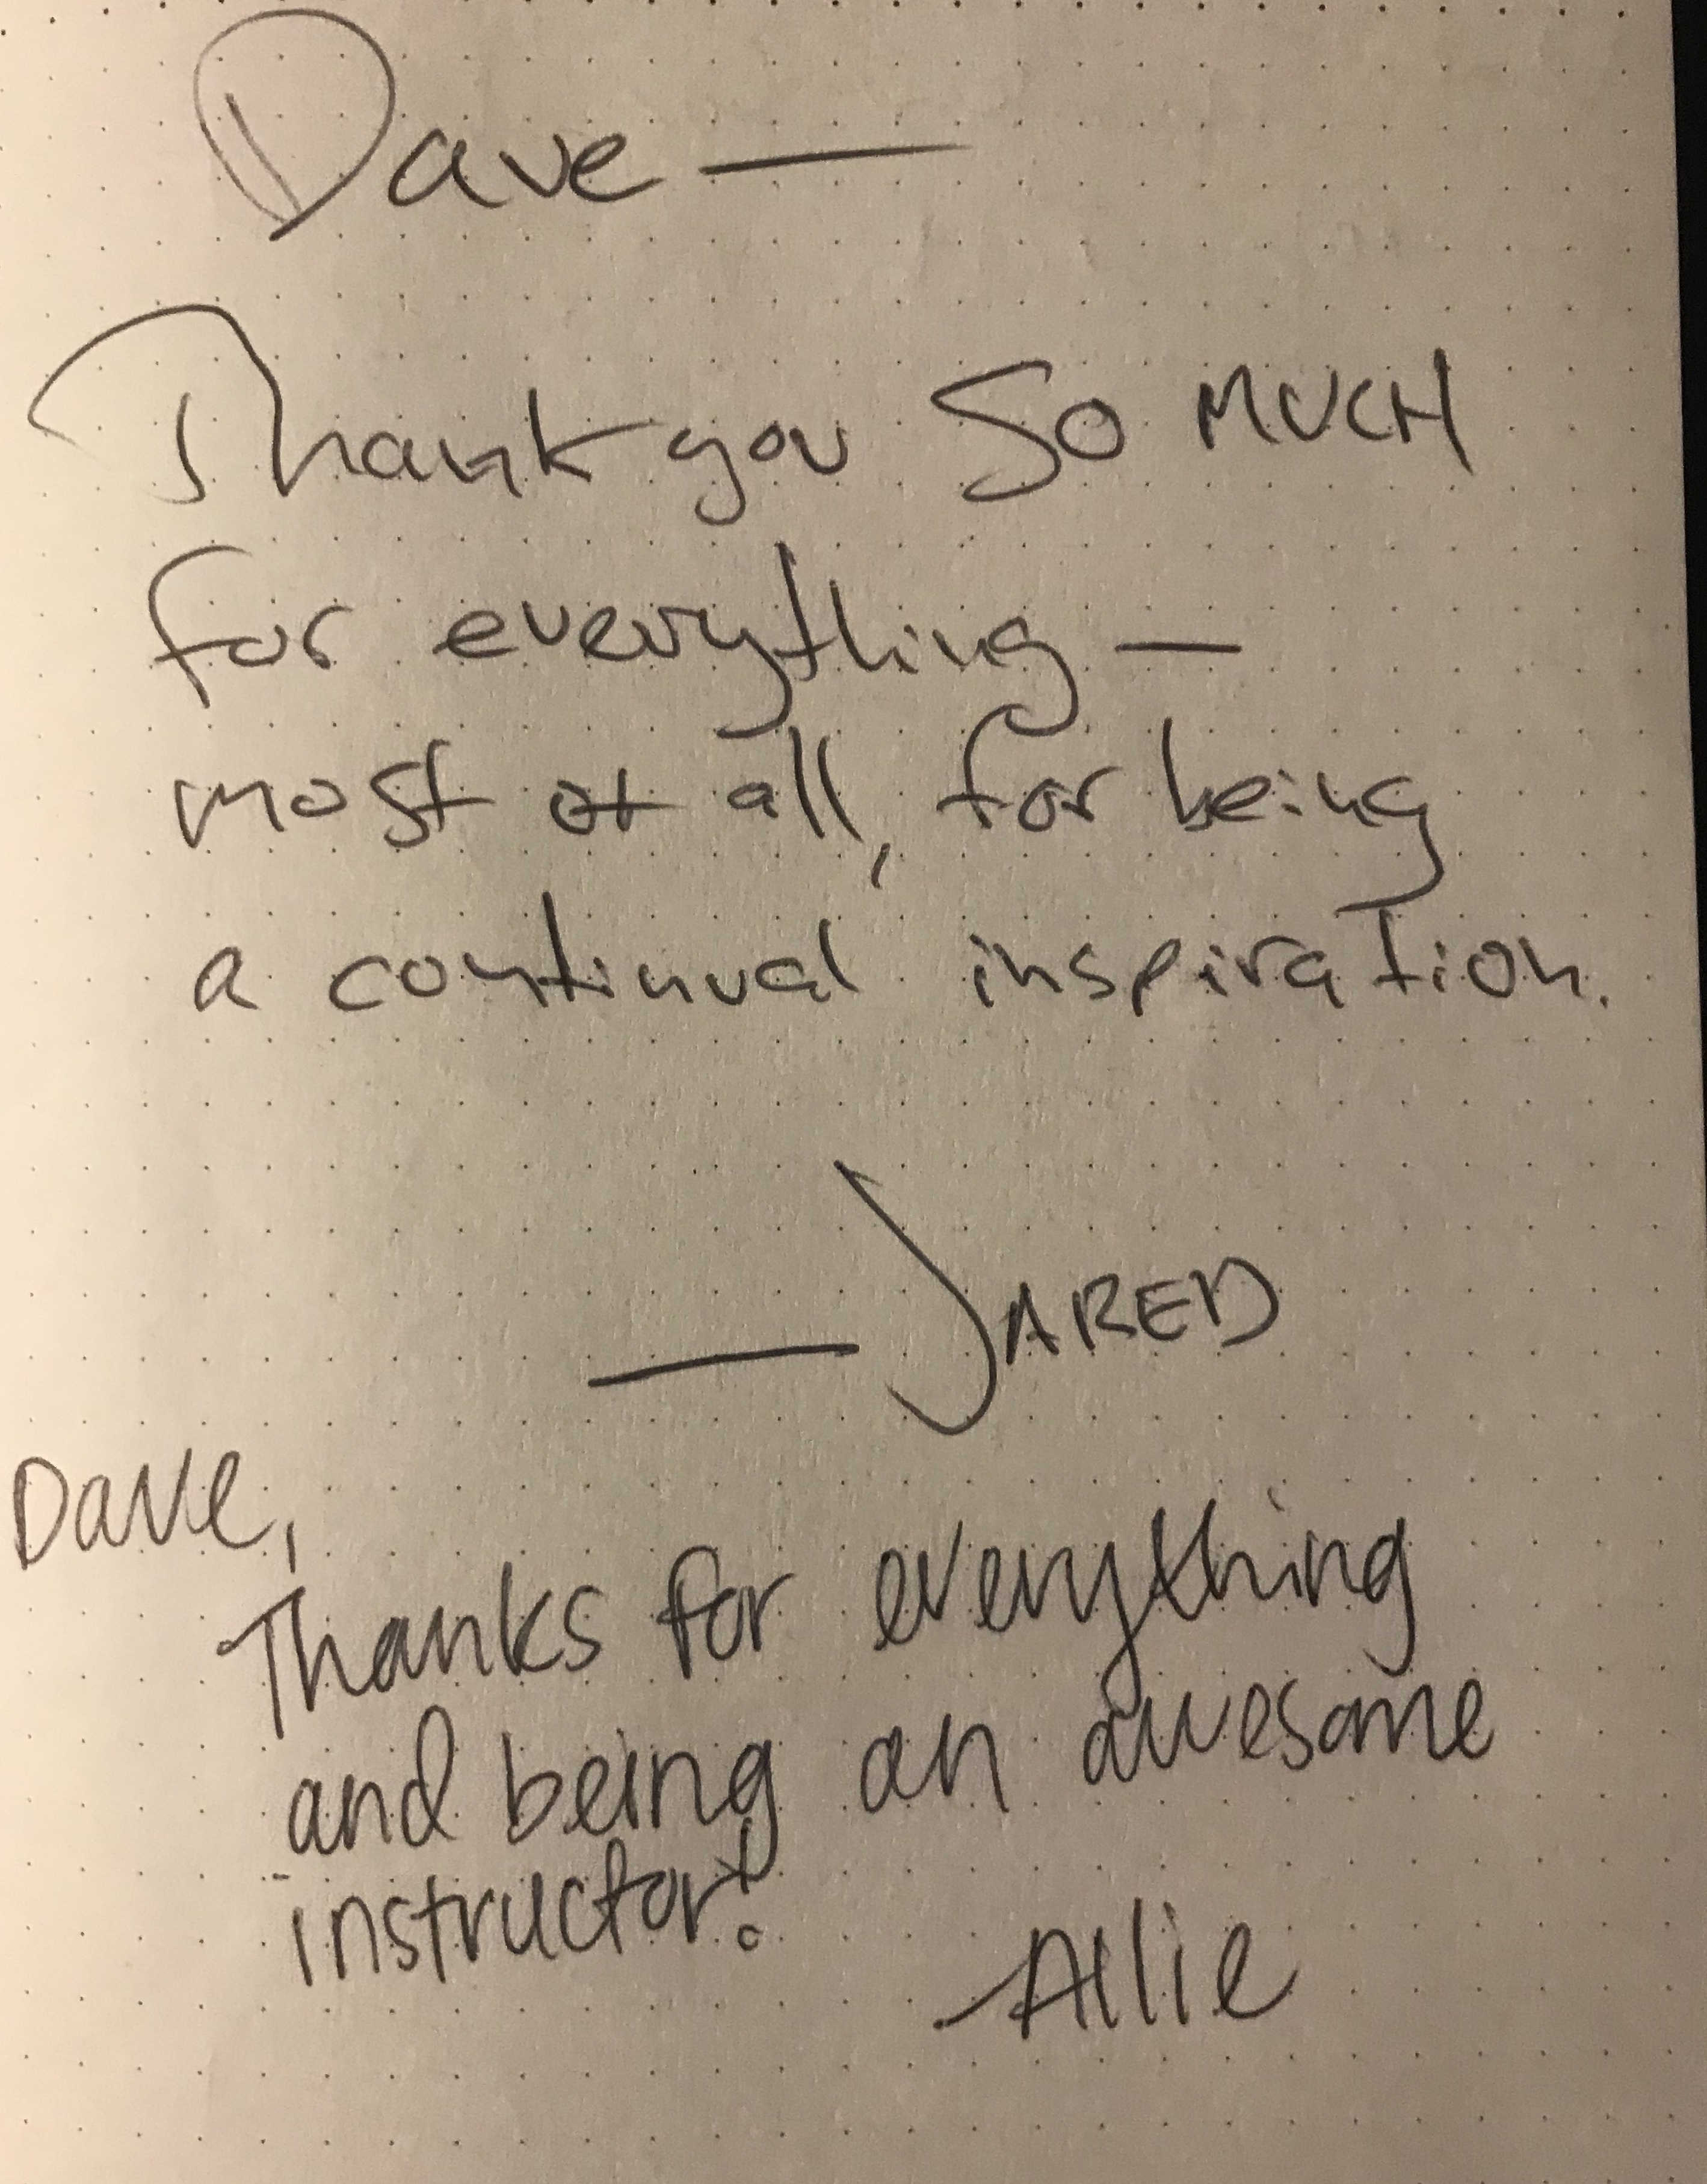 Dave —
Thank you SO MUCH
for everything —
most of all, for being
a continual inspiration.
— JARED
Dave,
Thanks for everything
and being an awesome
instructor!
- Allie